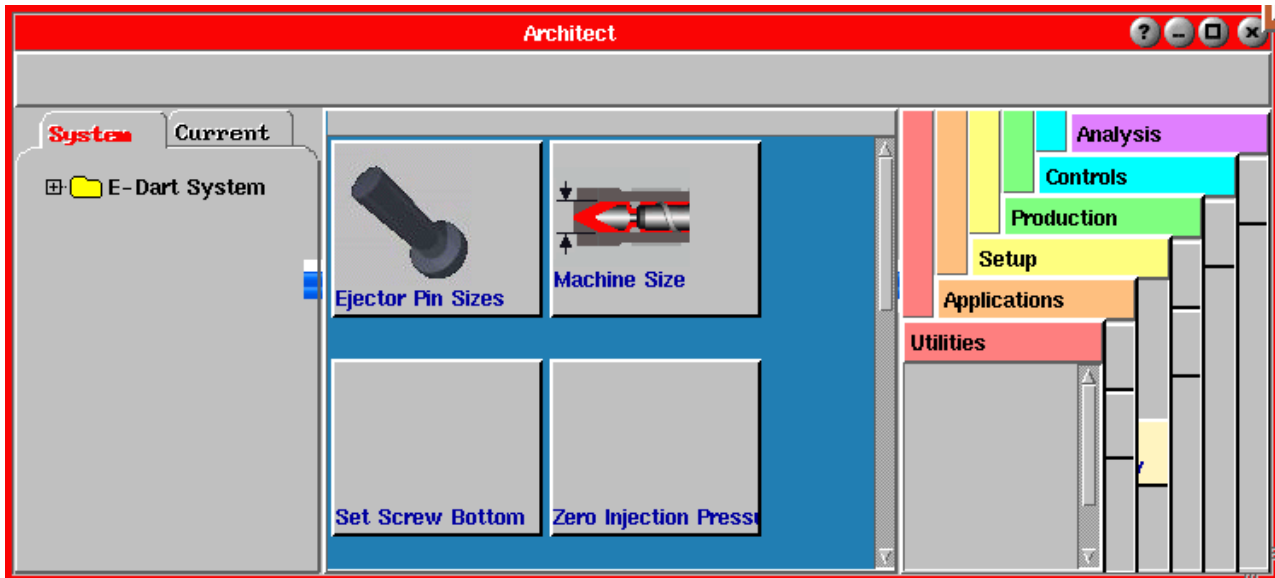 Architect
System
Current
E-Dart System
Ejector Pin Sizes
Machine Size
Set Screw Bottom
Zero Injection
Analysis
Controls
Production
Setup
Applications
Utilities